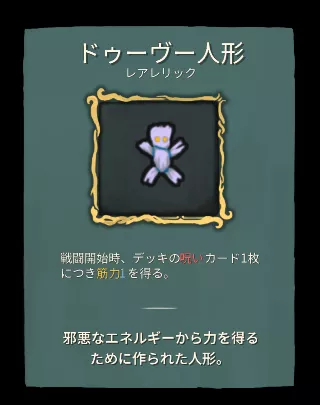 ドゥーヴー人形
レアレリック
戦闘開始時、デッキの呪いカード1枚
につき筋力1を得る。
邪悪なエネルギーから力を得る
ために作られた人形。